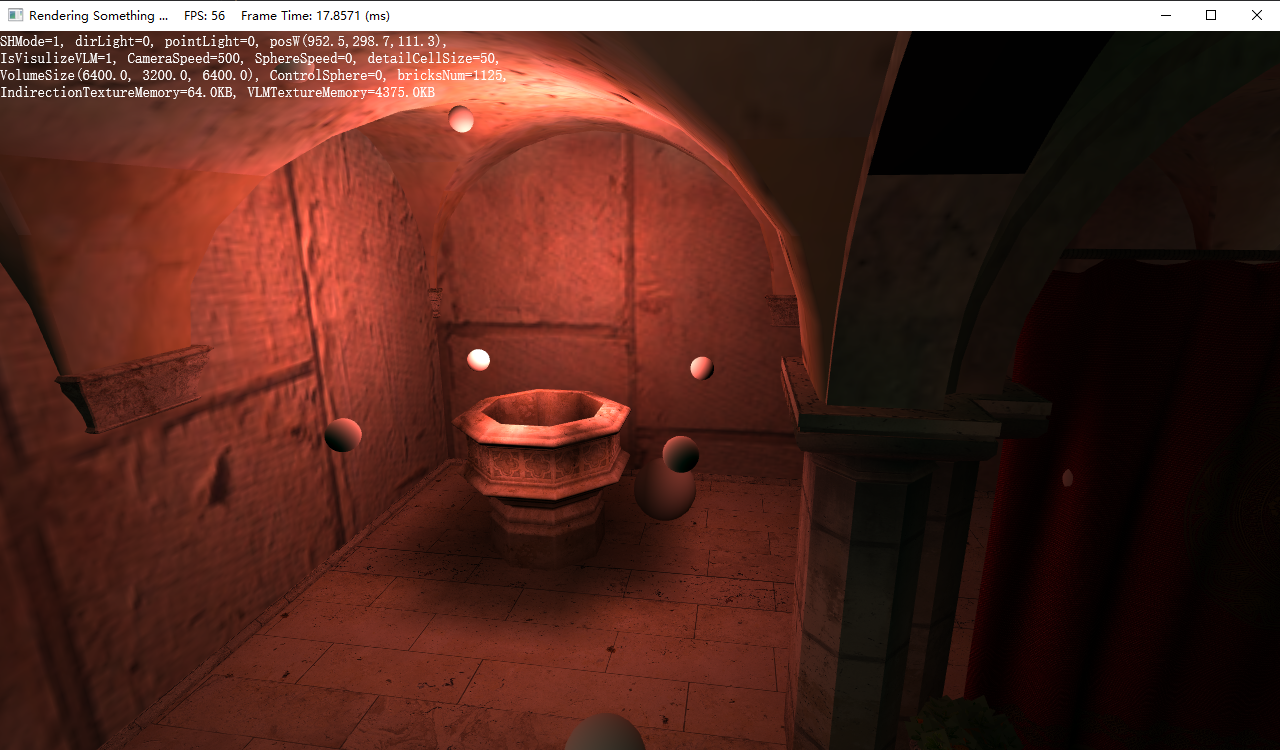 Rendering Something ... FPS: 56 Frame Time: 17.8571 (ms)
SHMode=1, dirLight=0, pointLight=0, posW(952.5,298.7,111.3),
IsVisulizeVLM=1, CameraSpeed=500, SphereSpeed=0, detailCellSize=50,
VolumeSize(6400.0, 3200.0, 6400.0), ControlSphere=0, bricksNum=1125,
IndirectionTextureMemory=64.0KB, VLMTextureMemory=4375.0KB